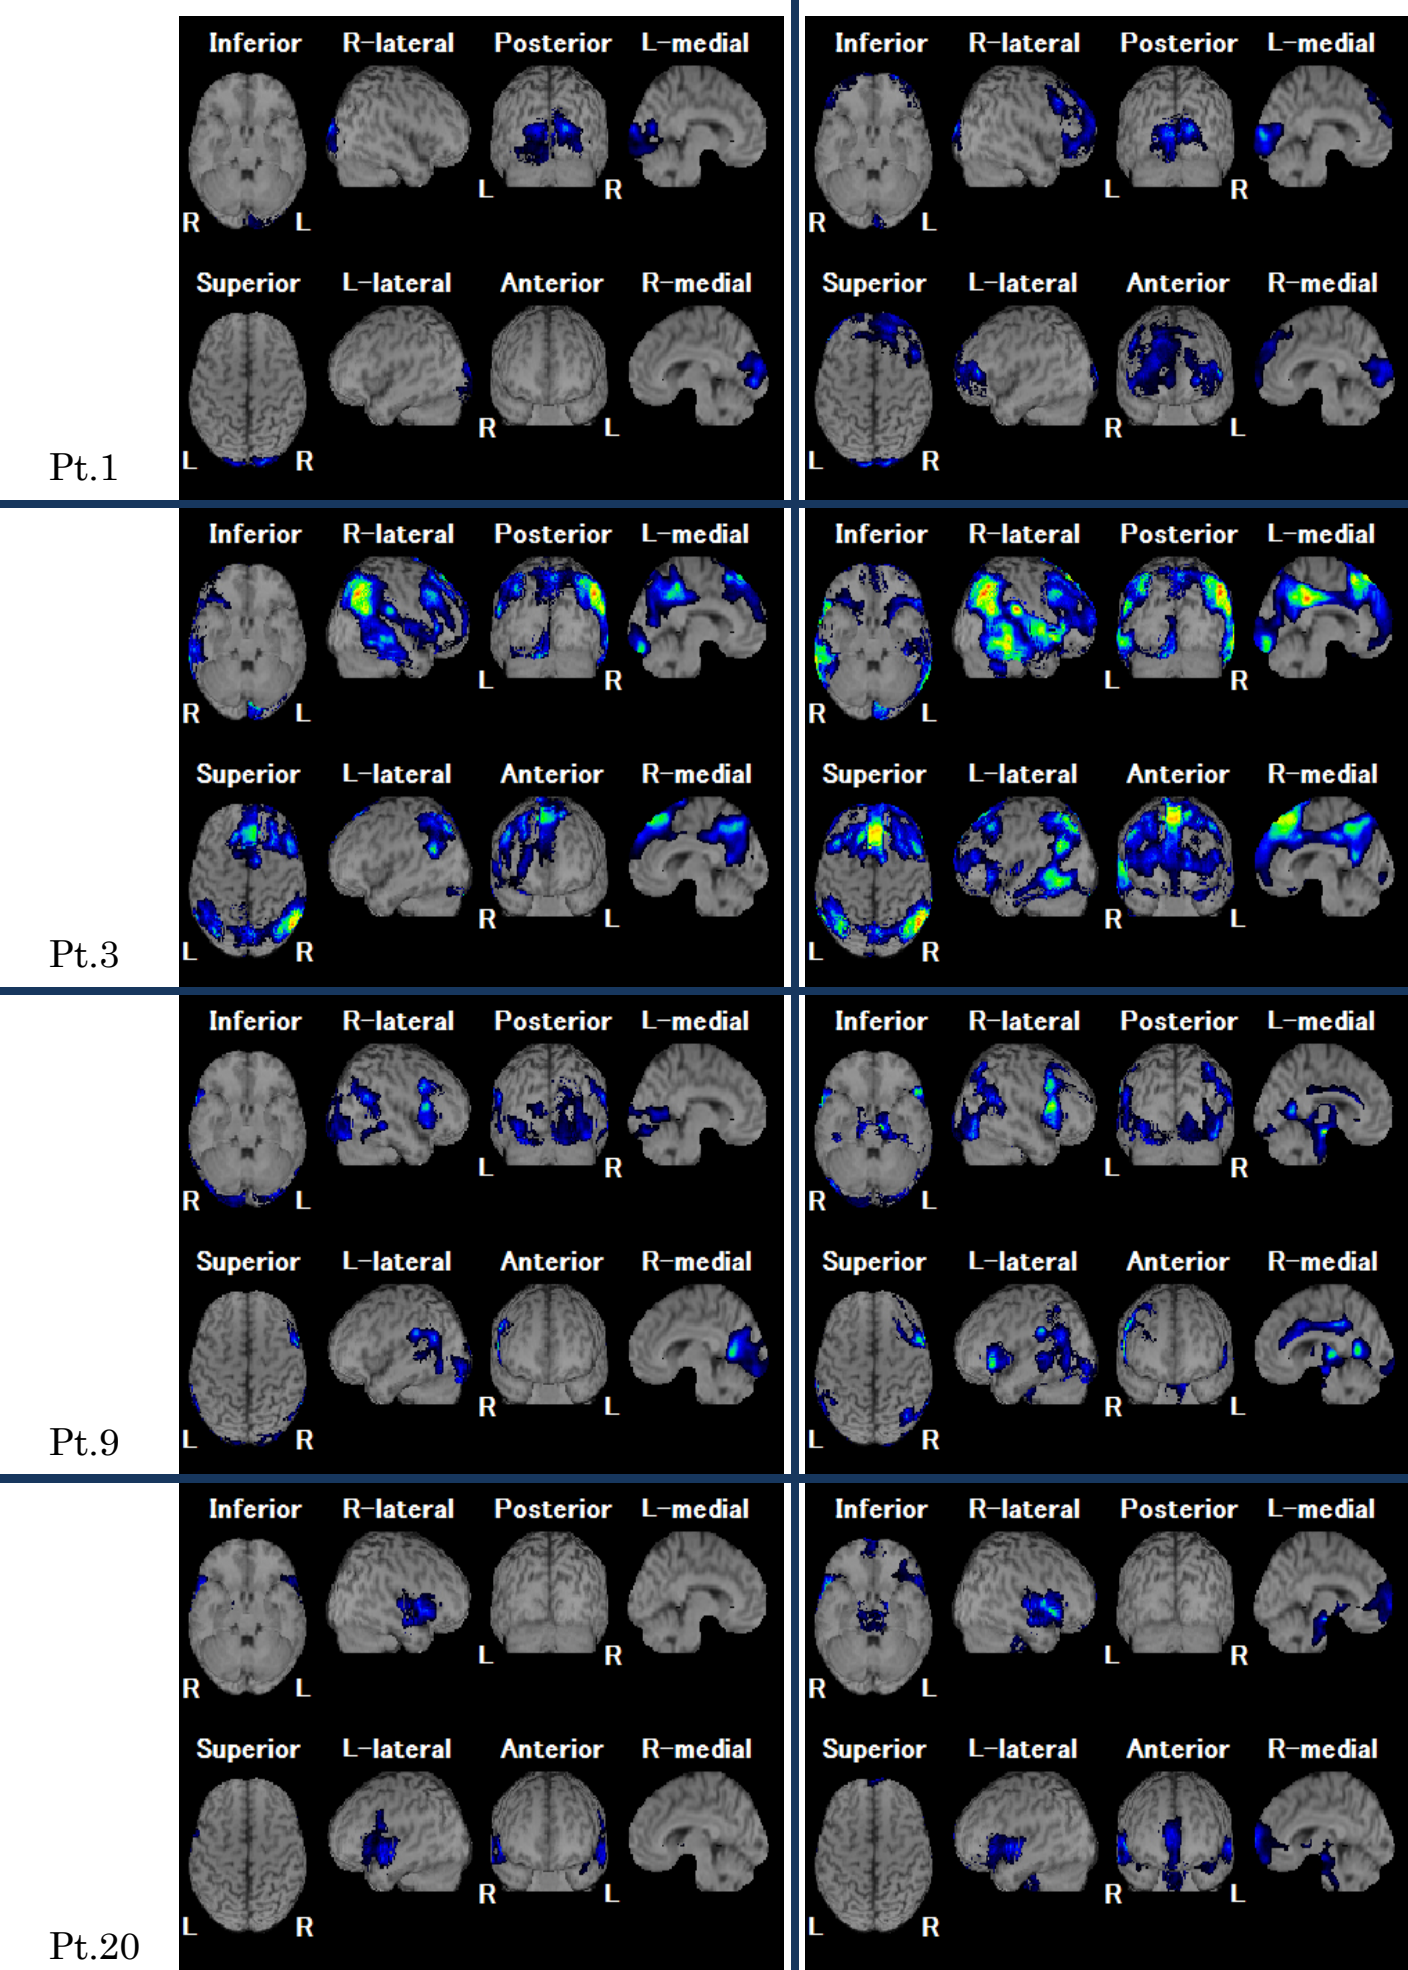 Inferior R-lateral Posterior L-medial
L R
R L
Superior L-lateral Anterior R-medial
R L
L R
Inferior R-lateral Posterior L-medial
L R
R L
Superior L-lateral Anterior R-medial
R L
L R
Pt.1
Inferior R-lateral Posterior L-medial
L R
R L
Superior L-lateral Anterior R-medial
R L
L R
Inferior R-lateral Posterior L-medial
L R
R L
Superior L-lateral Anterior R-medial
R L
L R
Pt.3
Inferior R-lateral Posterior L-medial
L R
R L
Superior L-lateral Anterior R-medial
R L
L R
Inferior R-lateral Posterior L-medial
L R
R L
Superior L-lateral Anterior R-medial
R L
L R
Pt.9
Inferior R-lateral Posterior L-medial
L R
R L
Superior L-lateral Anterior R-medial
R L
L R
Inferior R-lateral Posterior L-medial
L R
R L
Superior L-lateral Anterior R-medial
R L
L R
Pt.20